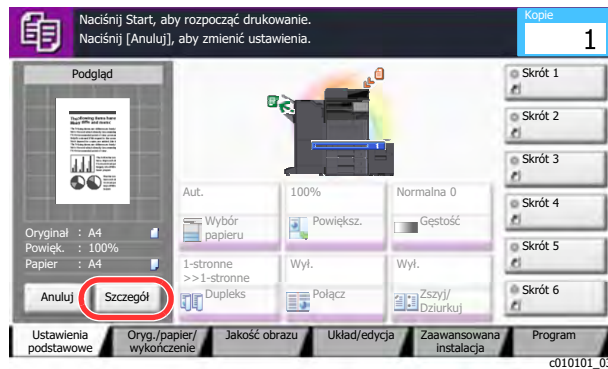 Naciśnij Start, aby rozpocząć drukowanie.
Naciśnij [Anuluj], aby zmienić ustawienia.
Kopie
1
Podgląd
Oryginał : A4
Powięk. : 100%
Papier : A4
Anuluj
Szczegół
1
Aut.
Wybór
papieru
100%
Powiększ.
Normalna 0
Gęstość
1-stronne
>>1-stronne
Dupleks
Wył.
Połącz
Wył.
Zszyj/
Dziurkuj
Skrót 1
Skrót 2
Skrót 3
Skrót 4
Skrót 5
Skrót 6
Ustawienia
podstawowe
Oryg./papier/
wykończenie
Jakość obrazu
Układ/edycja
Zaawansowana
instalacja
Program